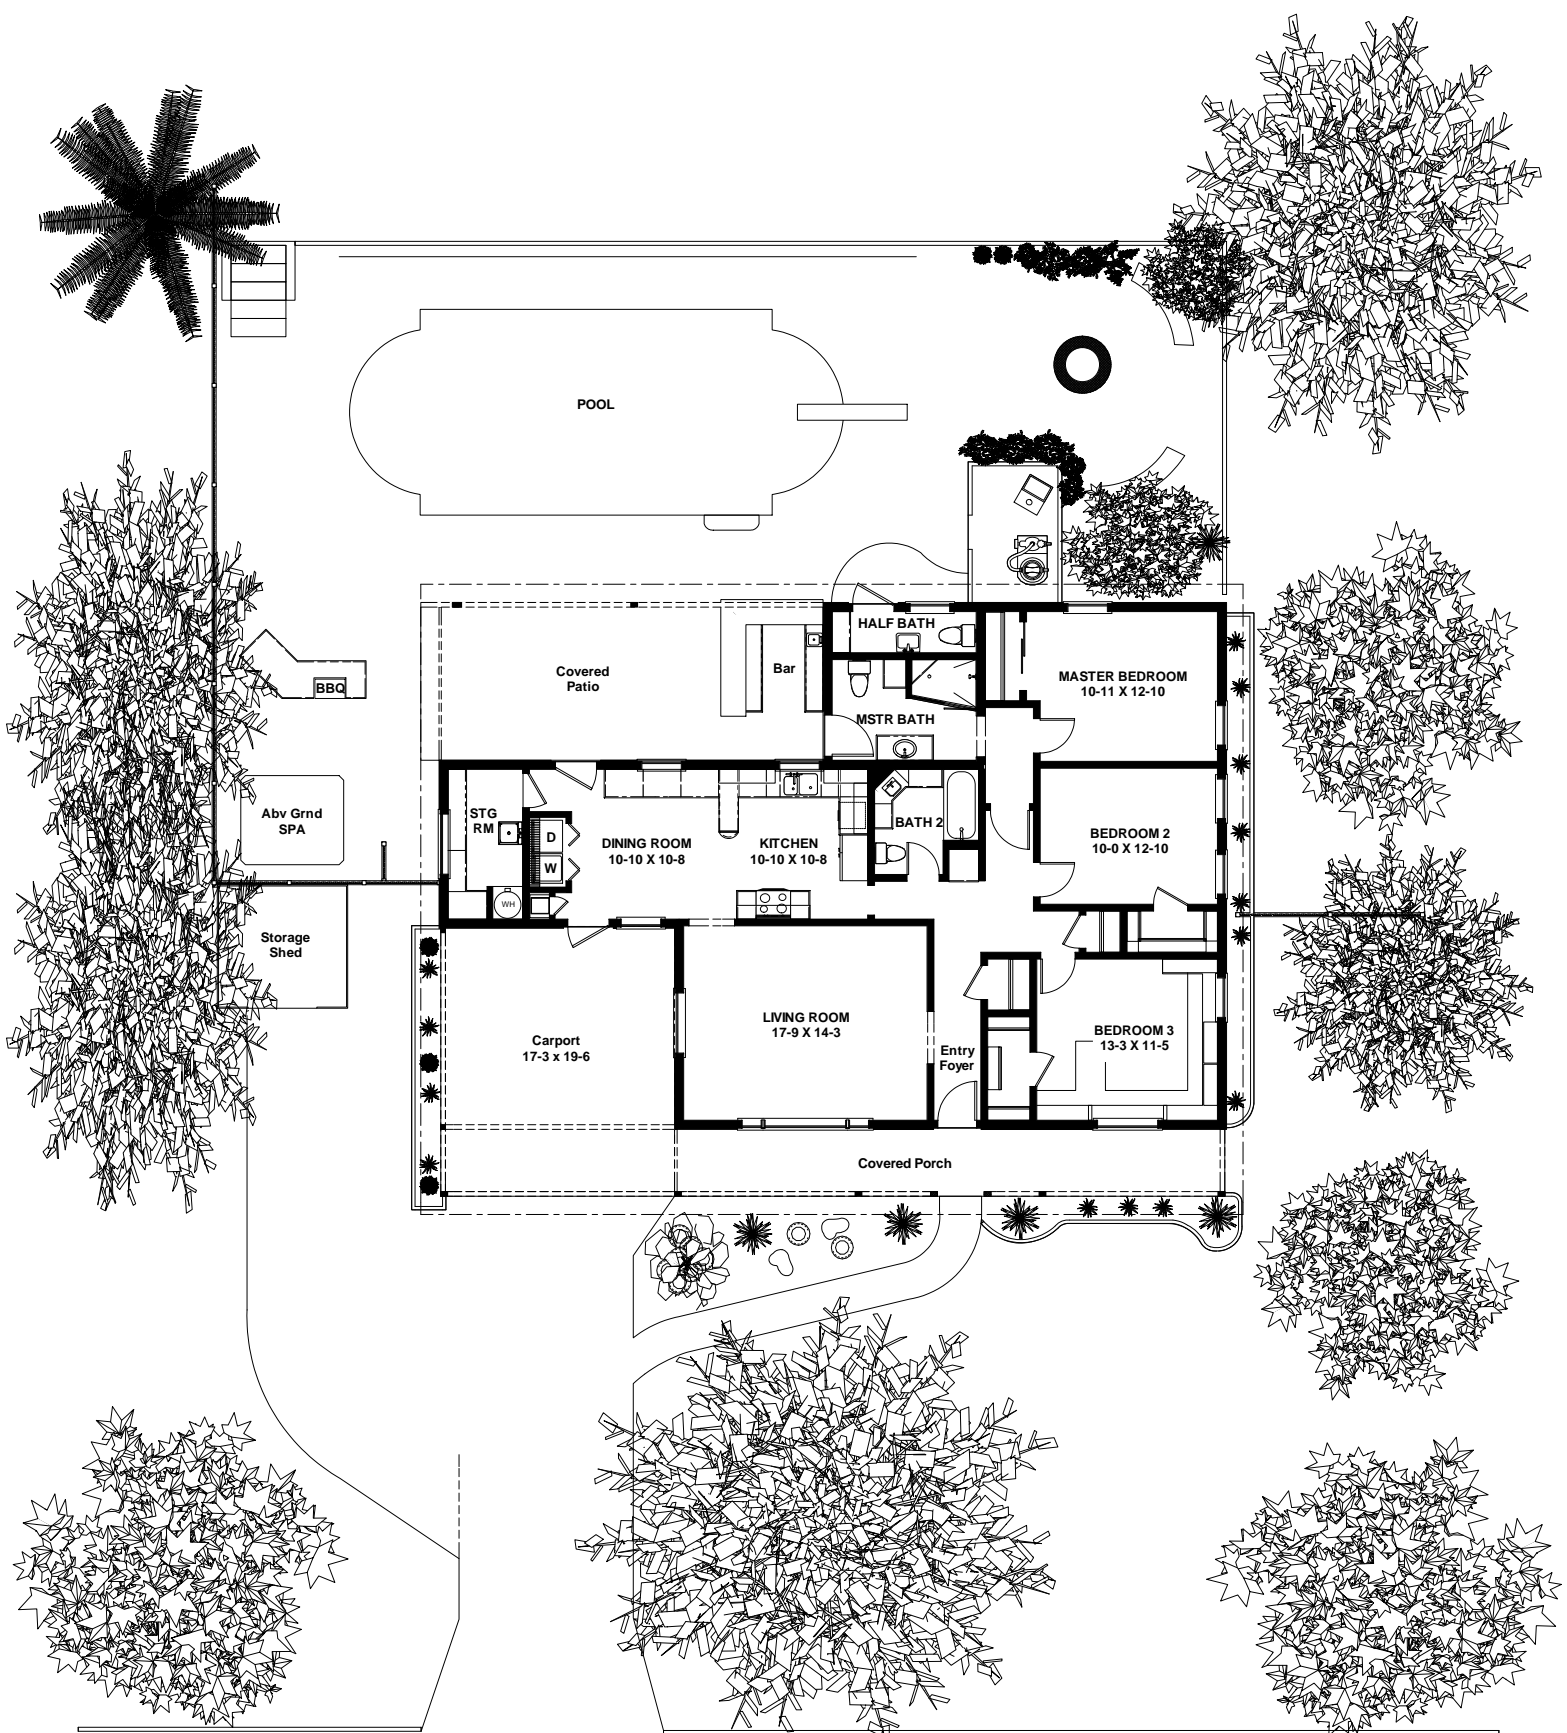 POOL
HALF BATH
Covered
Patio
Bar
MASTER BEDROOM
10-11 X 12-10
BBQ
MSTR BATH
Abv Grnd
SPA
STG
RM
D
W
WH
DINING ROOM
10-10 X 10-8
KITCHEN
10-10 X 10-8
BATH 2
BEDROOM 2
10-0 X 12-10
Storage
Shed
Carport
17-3 x 19-6
LIVING ROOM
17-9 X 14-3
Entry
Foyer
BEDROOM 3
13-3 X 11-5
Covered Porch